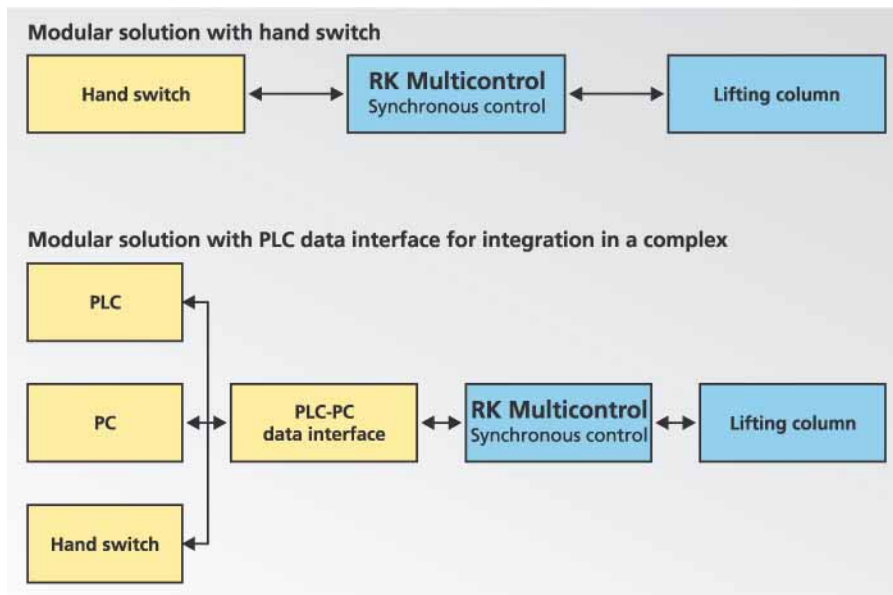 Modular solution with hand switch
Hand switch
RK Multicontrol
Synchronous control
Lifting column
Modular solution with PLC data interface for integration in a complex
PLC
PC
PLC-PC
data interface
RK Multicontrol
Synchronous control
Lifting column
Hand switch